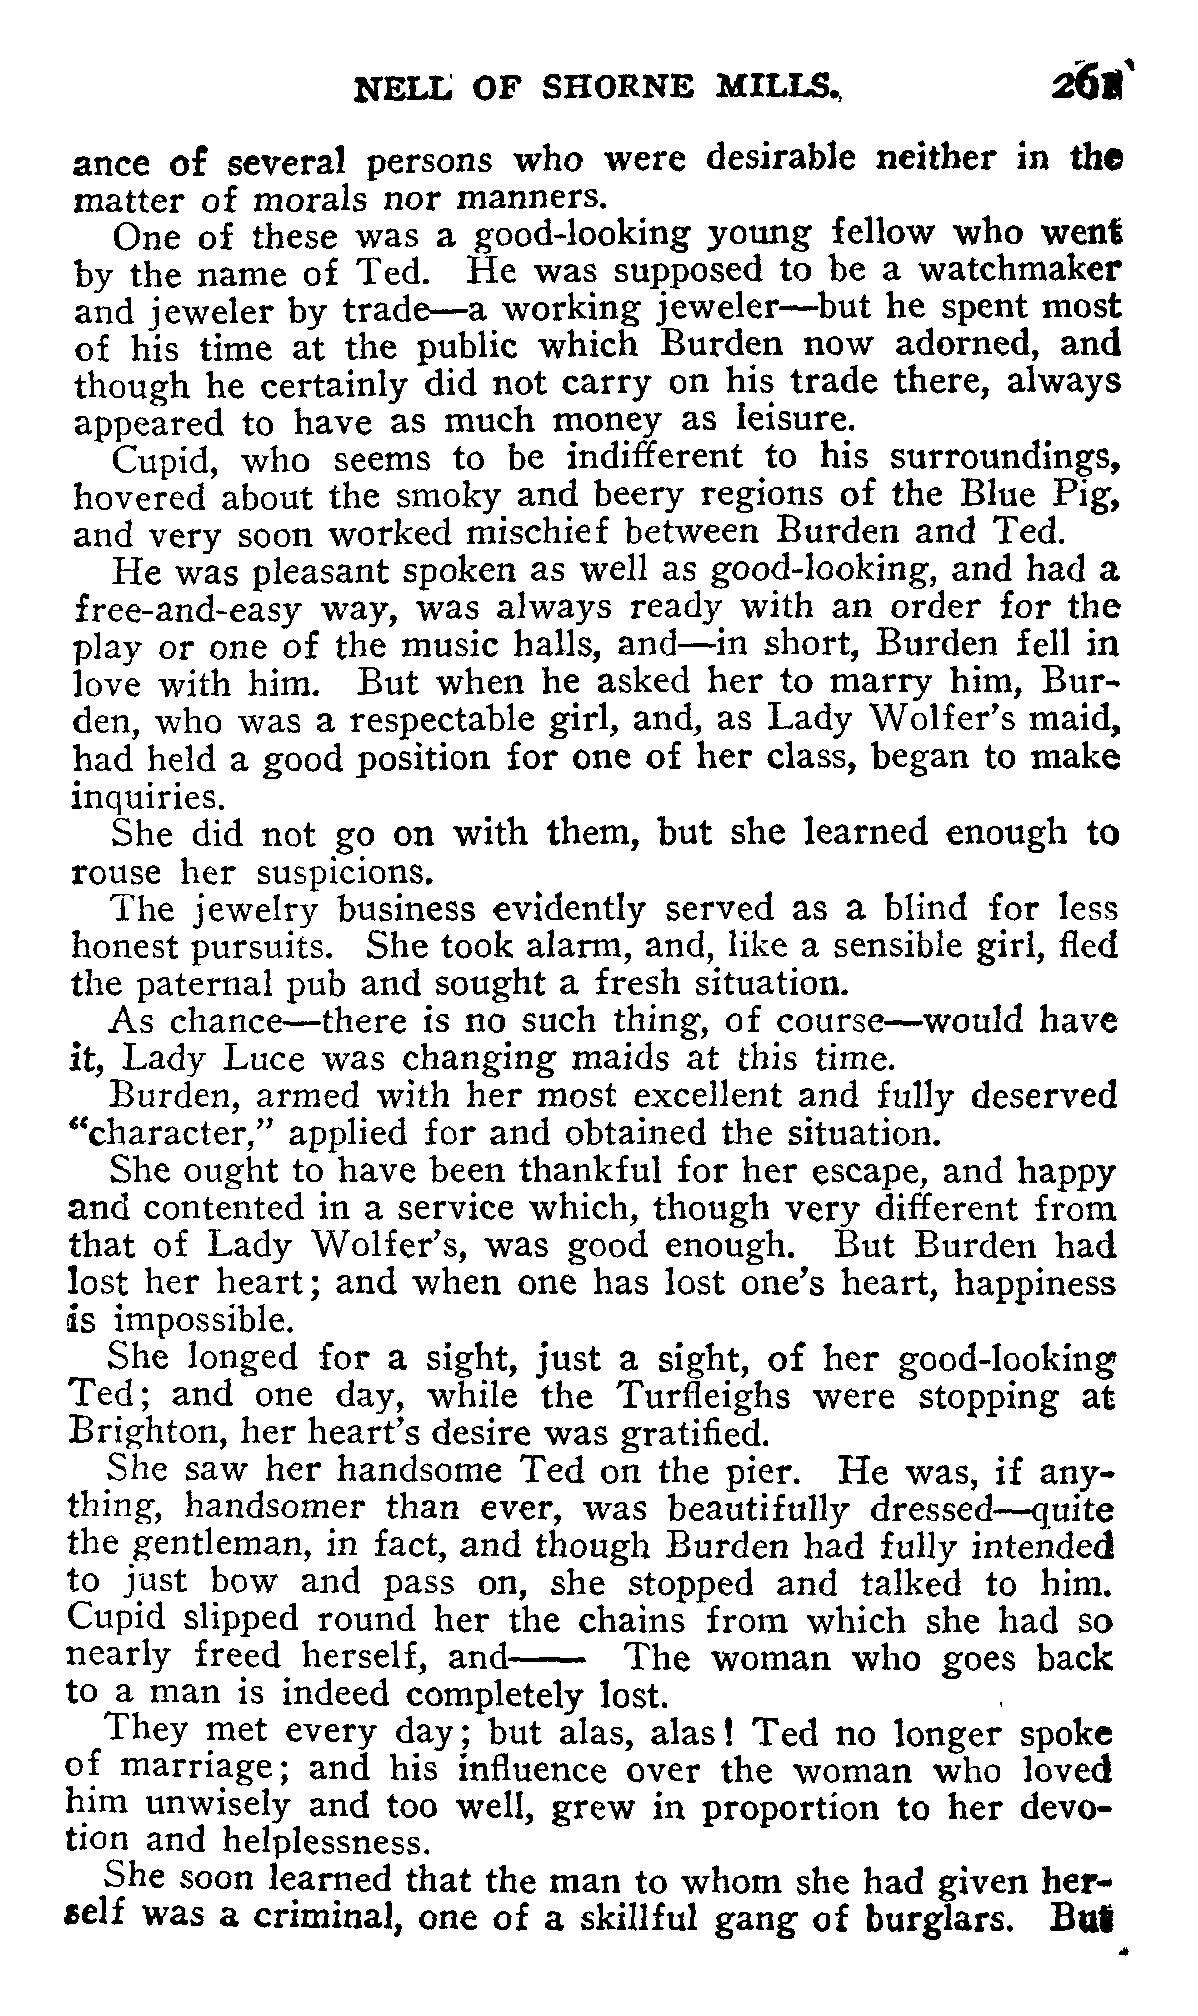 NELL OF SHORNE MILLS.
ance of several persons who were desirable neither in the
matter of morals nor manners.
One of these was a good-looking young fellow who went
by the name of Ted. He was supposed to be a watchmaker
and jeweler by trade—a working jeweler—but he spent most
of his time at the public which Burden now adorned, and
though he certainly did not carry on his trade there, always
appeared to have as much money as leisure.
Cupid, who seems to be indifferent to his surroundings,
hovered about the smoky and beery regions of the Blue Pig,
and very soon worked mischief between Burden and Ted.
He was pleasant spoken as well as good-looking, and had a
free-and-easy way, was always ready with an order for the
play or one of the music halls, and—in short, Burden fell in
love with him. But when he asked her to marry him, Bur-
den, who was a respectable girl, and, as Lady Wolfer's maid,
had held a good position for one of her class, began to make
inquiries.
She did not go on with them, but she learned enough to
rouse her suspicions.
The jewelry business evidently served as a blind for less
honest pursuits. She took alarm, and, like a sensible girl, fled
the paternal pub and sought a fresh situation.
As chance—there is no such thing, of course—would have
it, Lady Luce was changing maids at this time.
Burden, armed with her most excellent and fully deserved
"character," applied for and obtained the situation.
She ought to have been thankful for her escape, and happy
and contented in a service which, though very different from
that of Lady Wolfer's, was good enough. But Burden had
lost her heart; and when one has lost one's heart, happiness
is impossible.
She longed for a sight, just a sight, of her good-looking
Ted; and one day, while the Turfleighs were stopping at
Brighton, her heart's desire was gratified.
She saw her handsome Ted on the pier. He was, if any-
thing, handsomer than ever, was beautifully dressed—quite
the gentleman, in fact, and though Burden had fully intended
to just bow and pass on, she stopped and talked to him.
Cupid slipped round her the chains from which she had so
nearly freed herself, and—— The woman who goes back
to a man is indeed completely lost.
They met every day; but alas, alas! Ted no longer spoke
of marriage; and his influence over the woman who loved
him unwisely and too well, grew in proportion to her devo-
tion and helplessness.
She soon learned that the man to whom she had given her-
self was a criminal, one of a skillful gang of burglars. But